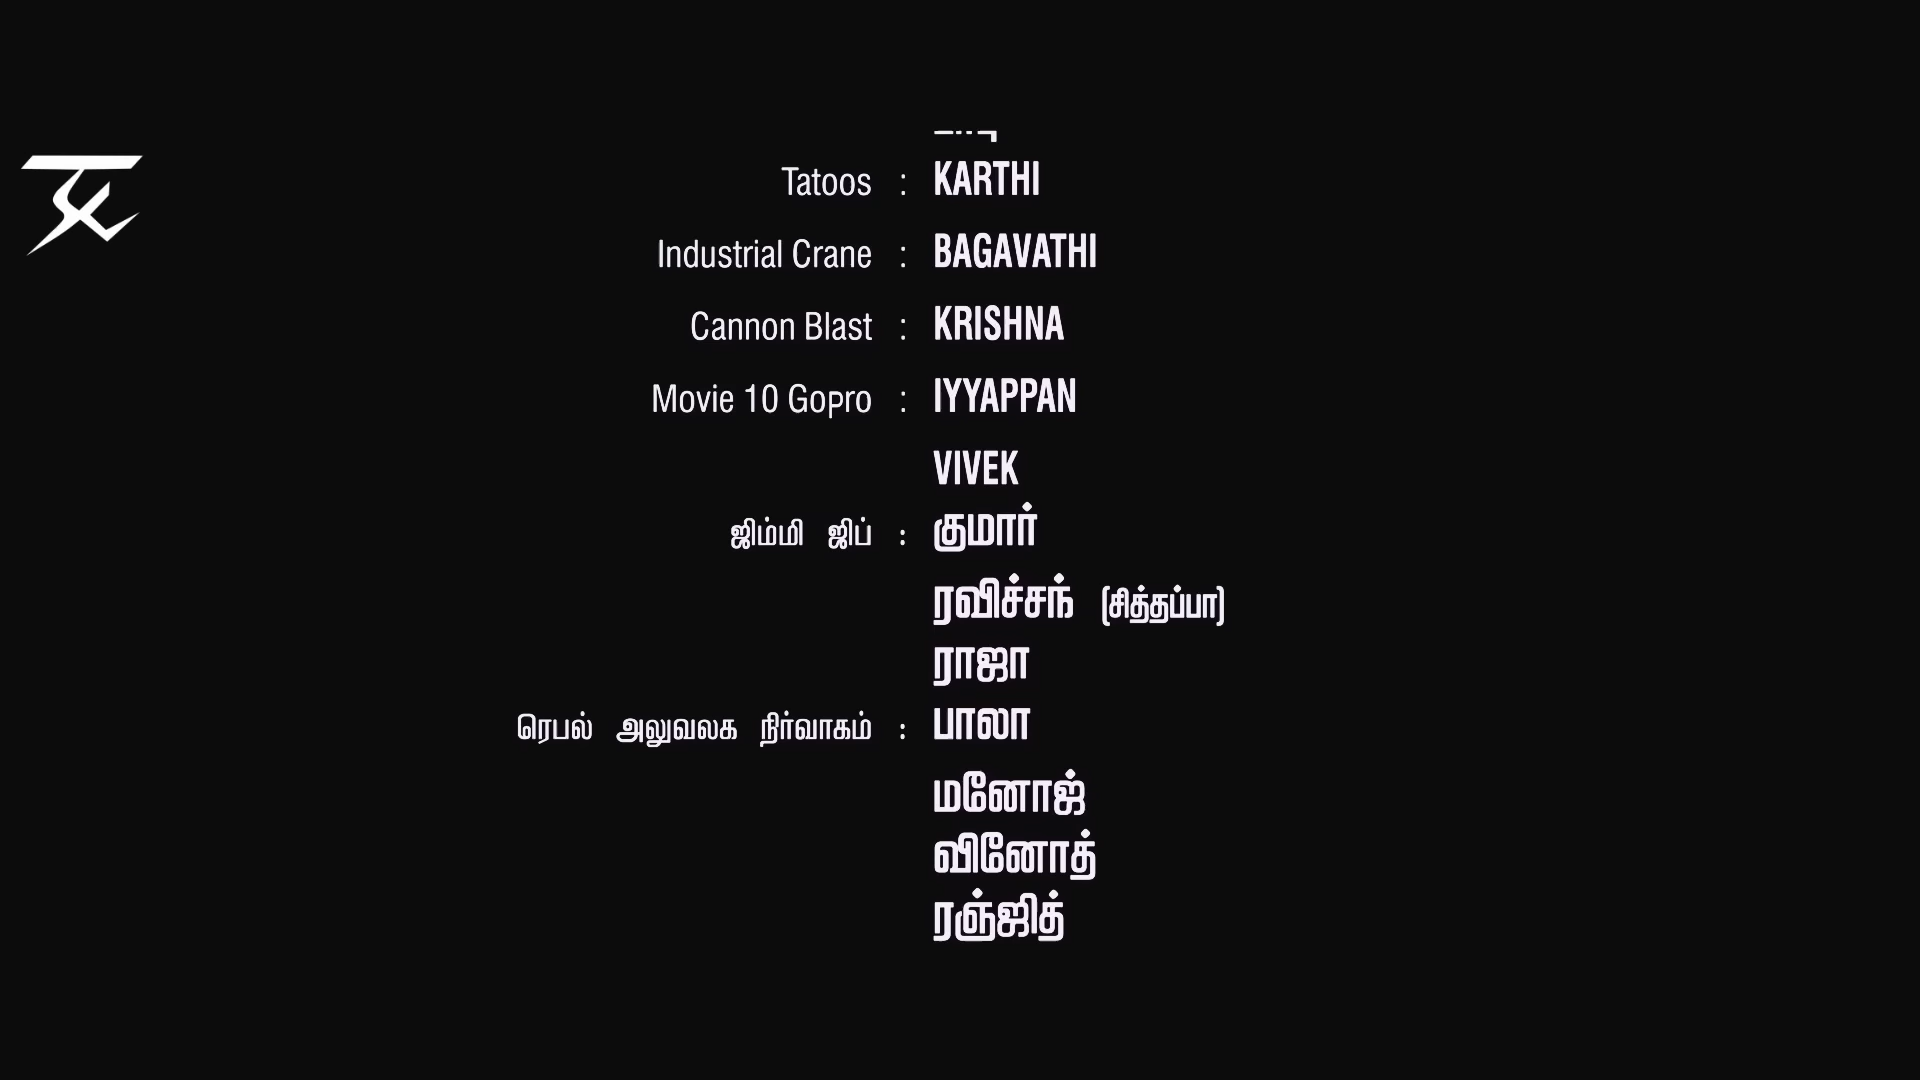 Tatoos : KARTHI
Industrial Crane : BAGAVATHI
Cannon Blast : KRISHNA
Movie 10 Gopro : IYYAPPAN
VIVEK
ஜிம்மி ஜிப் : குமார்
ரவிச்சந் (சித்தப்பா)
ராஜா
ரெபல் அலுவலக நிர்வாகம் : பாலா
மனோஜ்
வினோத்
ரஞ்ஜித்